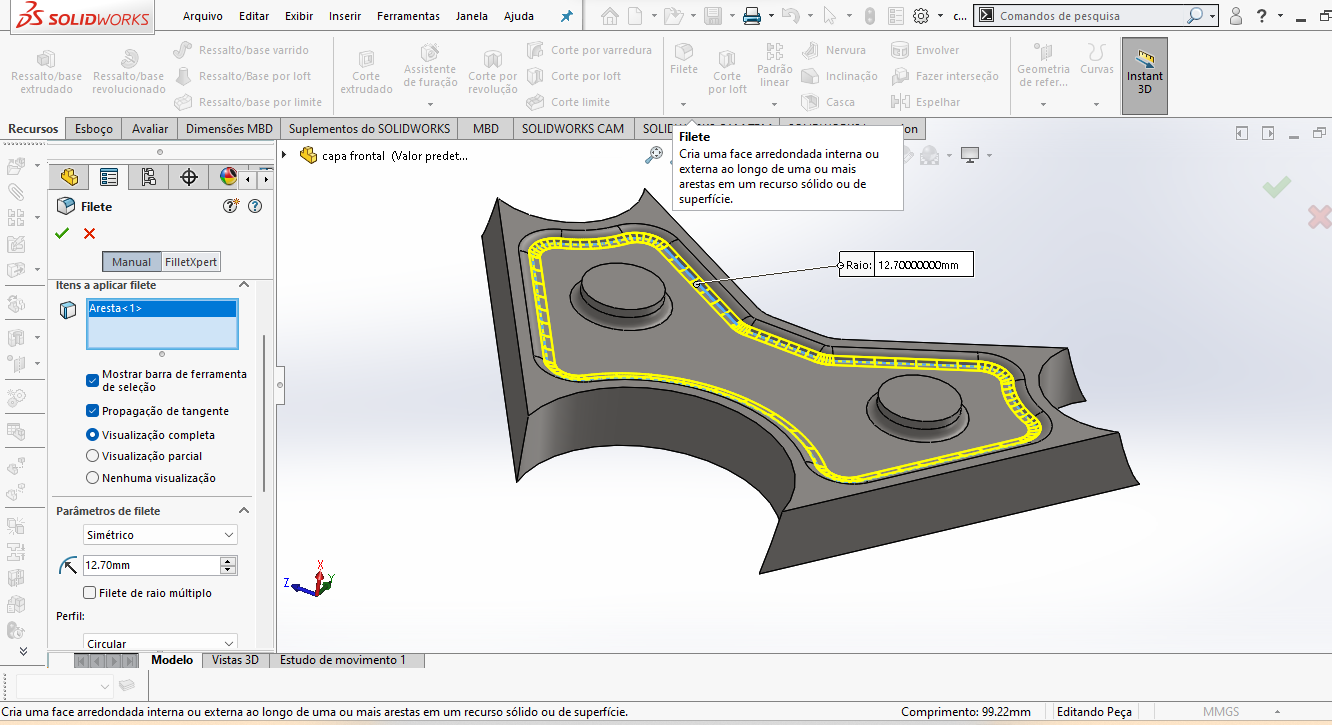 SOLIDWORKS
Arquivo Editar Exibir Inserir Ferramentas Janela Ajuda
c...
Comandos de pesquisa
?
Ressalto/base extrudado
Ressalto/base revolucionado
Ressalto/base varrido
Ressalto/Base por loft
Ressalto/base por limite
Corte extrudado
Assistente de furação
Corte por revolução
Corte por varredura
Corte por loft
Corte limite
Filete
Corte por loft
Padrão linear
Nervura
Inclinação
Casca
Envolver
Fazer interseção
Espelhar
Geometria de refer...
Curvas
Instant 3D
Recursos Esboço Avaliar Dimensões MBD Suplementos do SOLIDWORKS MBD SOLIDWORKS CAM
Filete
Cria uma face arredondada interna ou
externa ao longo de uma ou mais
arestas em um recurso sólido ou de
superfície.
capa frontal (Valor predet...
Filete
Manual FilletXpert
Itens a aplicar filete
Aresta<1>
Mostrar barra de ferramenta
de seleção
Propagação de tangente
Visualização completa
Visualização parcial
Nenhuma visualização
Parâmetros de filete
Simétrico
12.70mm
Filete de raio múltiplo
Perfil:
Circular
Raio: 12.70000000mm
X
Y
Z
Modelo Vistas 3D Estudo de movimento 1
Cria uma face arredondada interna ou externa ao longo de uma ou mais arestas em um recurso sólido ou de superfície.
Comprimento: 99.22mm Editando Peça MMGS